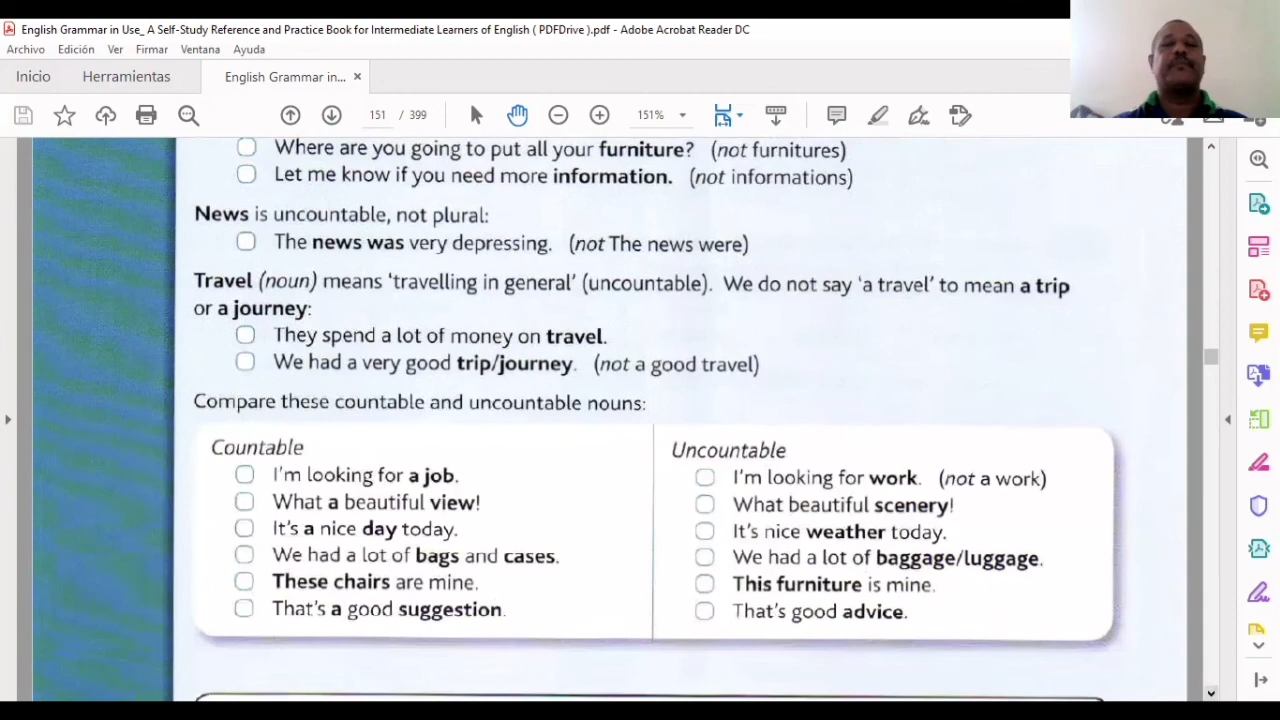 English Grammar in Use_ A Self-Study Reference and Practice Book for Intermediate Learners of English ( PDFDrive ).pdf - Adobe Acrobat Reader DC
Archivo Edición Ver Firmar Ventana Ayuda
Inicio Herramientas English Grammar in... ×
151 / 399 151%
Where are you going to put all your furniture? (not furnitures)
Let me know if you need more information. (not informations)
News is uncountable, not plural:
The news was very depressing. (not The news were)
Travel (noun) means ‘travelling in general’ (uncountable). We do not say ‘a travel’ to mean a trip
or a journey:
They spend a lot of money on travel.
We had a very good trip/journey. (not a good travel)
Compare these countable and uncountable nouns:
Countable
I’m looking for a job.
What a beautiful view!
It’s a nice day today.
We had a lot of bags and cases.
These chairs are mine.
That’s a good suggestion.
Uncountable
I’m looking for work. (not a work)
What beautiful scenery!
It’s nice weather today.
We had a lot of baggage/luggage.
This furniture is mine.
That’s good advice.